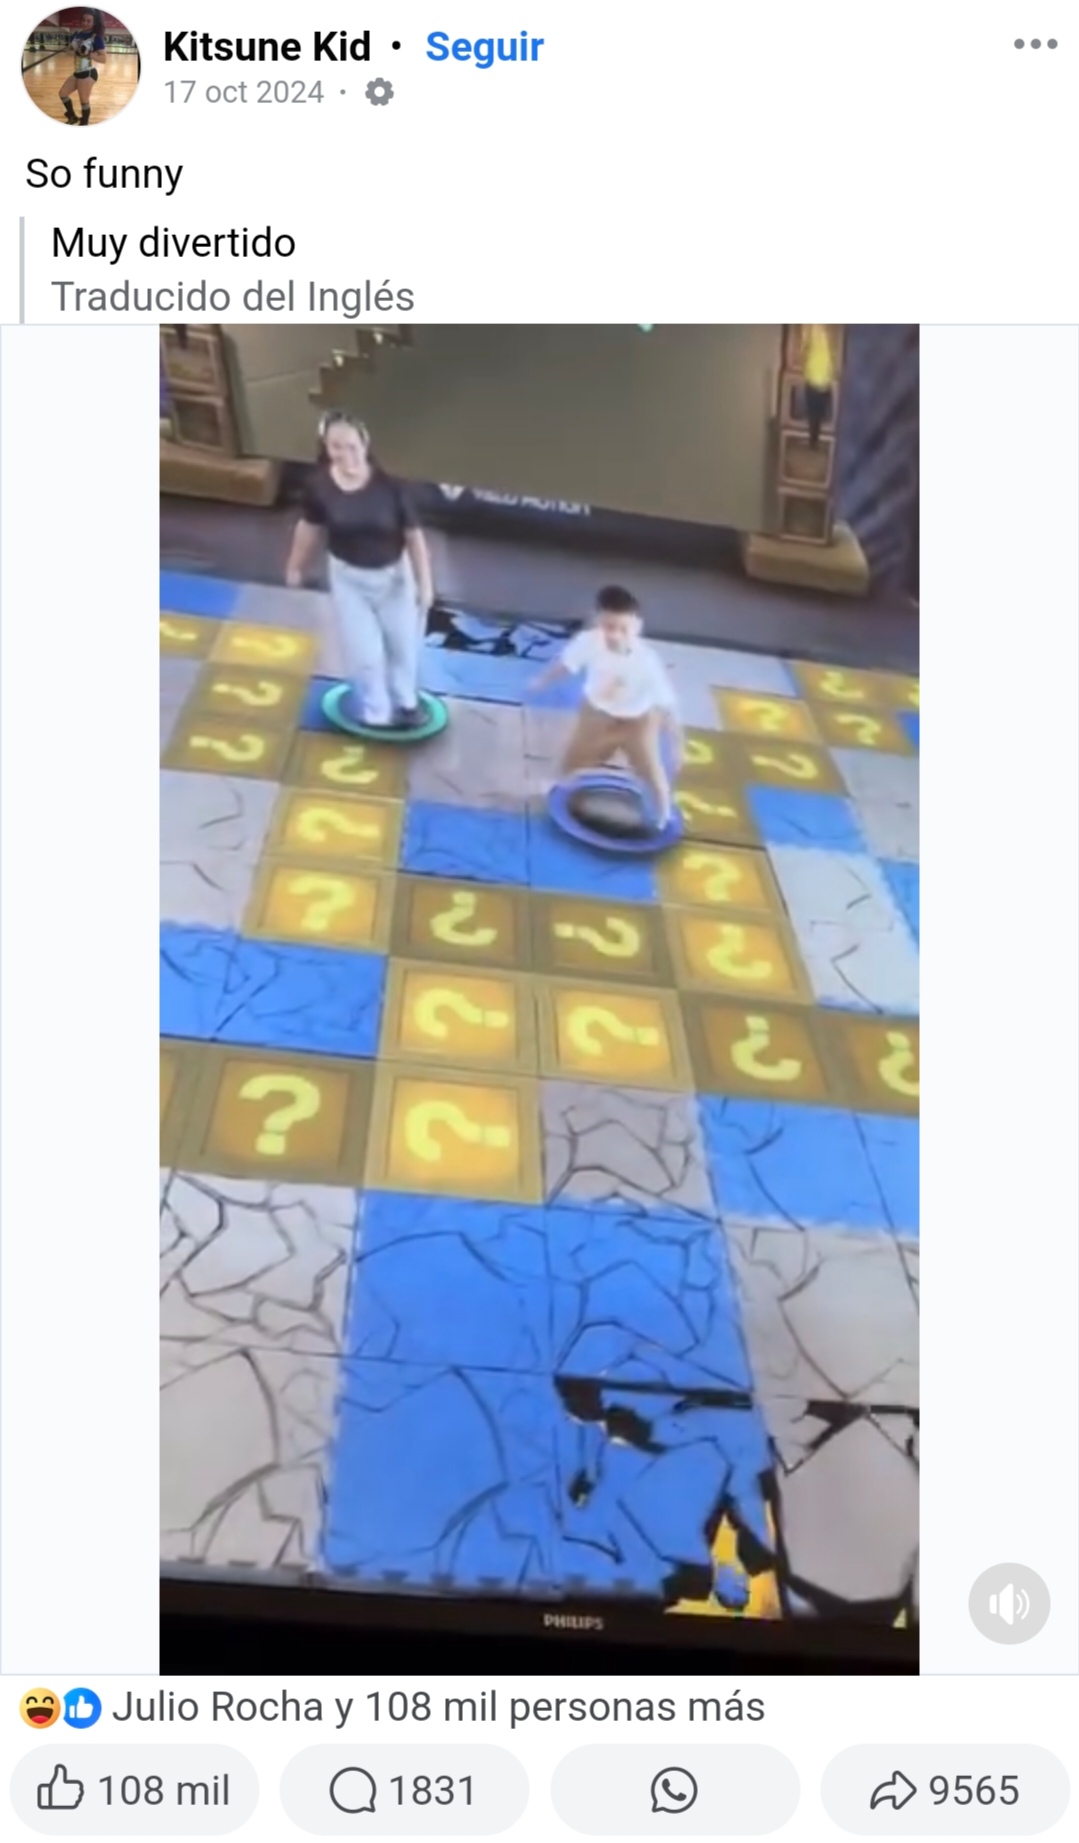 Kitsune Kid • Seguir
17 oct 2024 ·
So funny
Muy divertido
Traducido del Inglés
PHILIPS
Julio Rocha y 108 mil personas más
108 mil
1831
9565